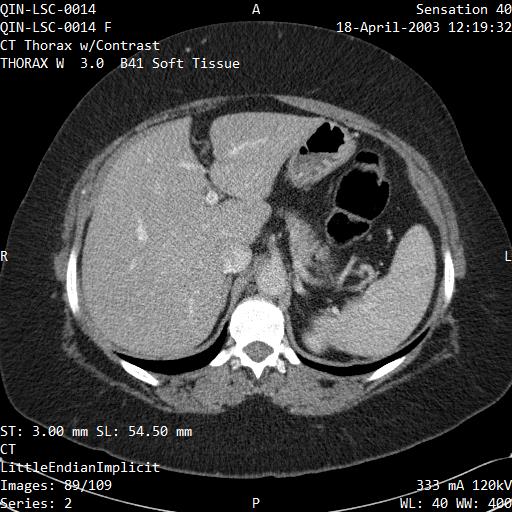 QIN-LSC-0014 A Sensation 40
QIN-LSC-0014 F 18-April-2003 12:19:32
CT Thorax w/Contrast
THORAX W 3.0 B41 Soft Tissue
R L
ST: 3.00 mm SL: 54.50 mm
CT
LittleEndianImplicit
Images: 89/109 333 mA 120kV
Series: 2 P WL: 40 WW: 400